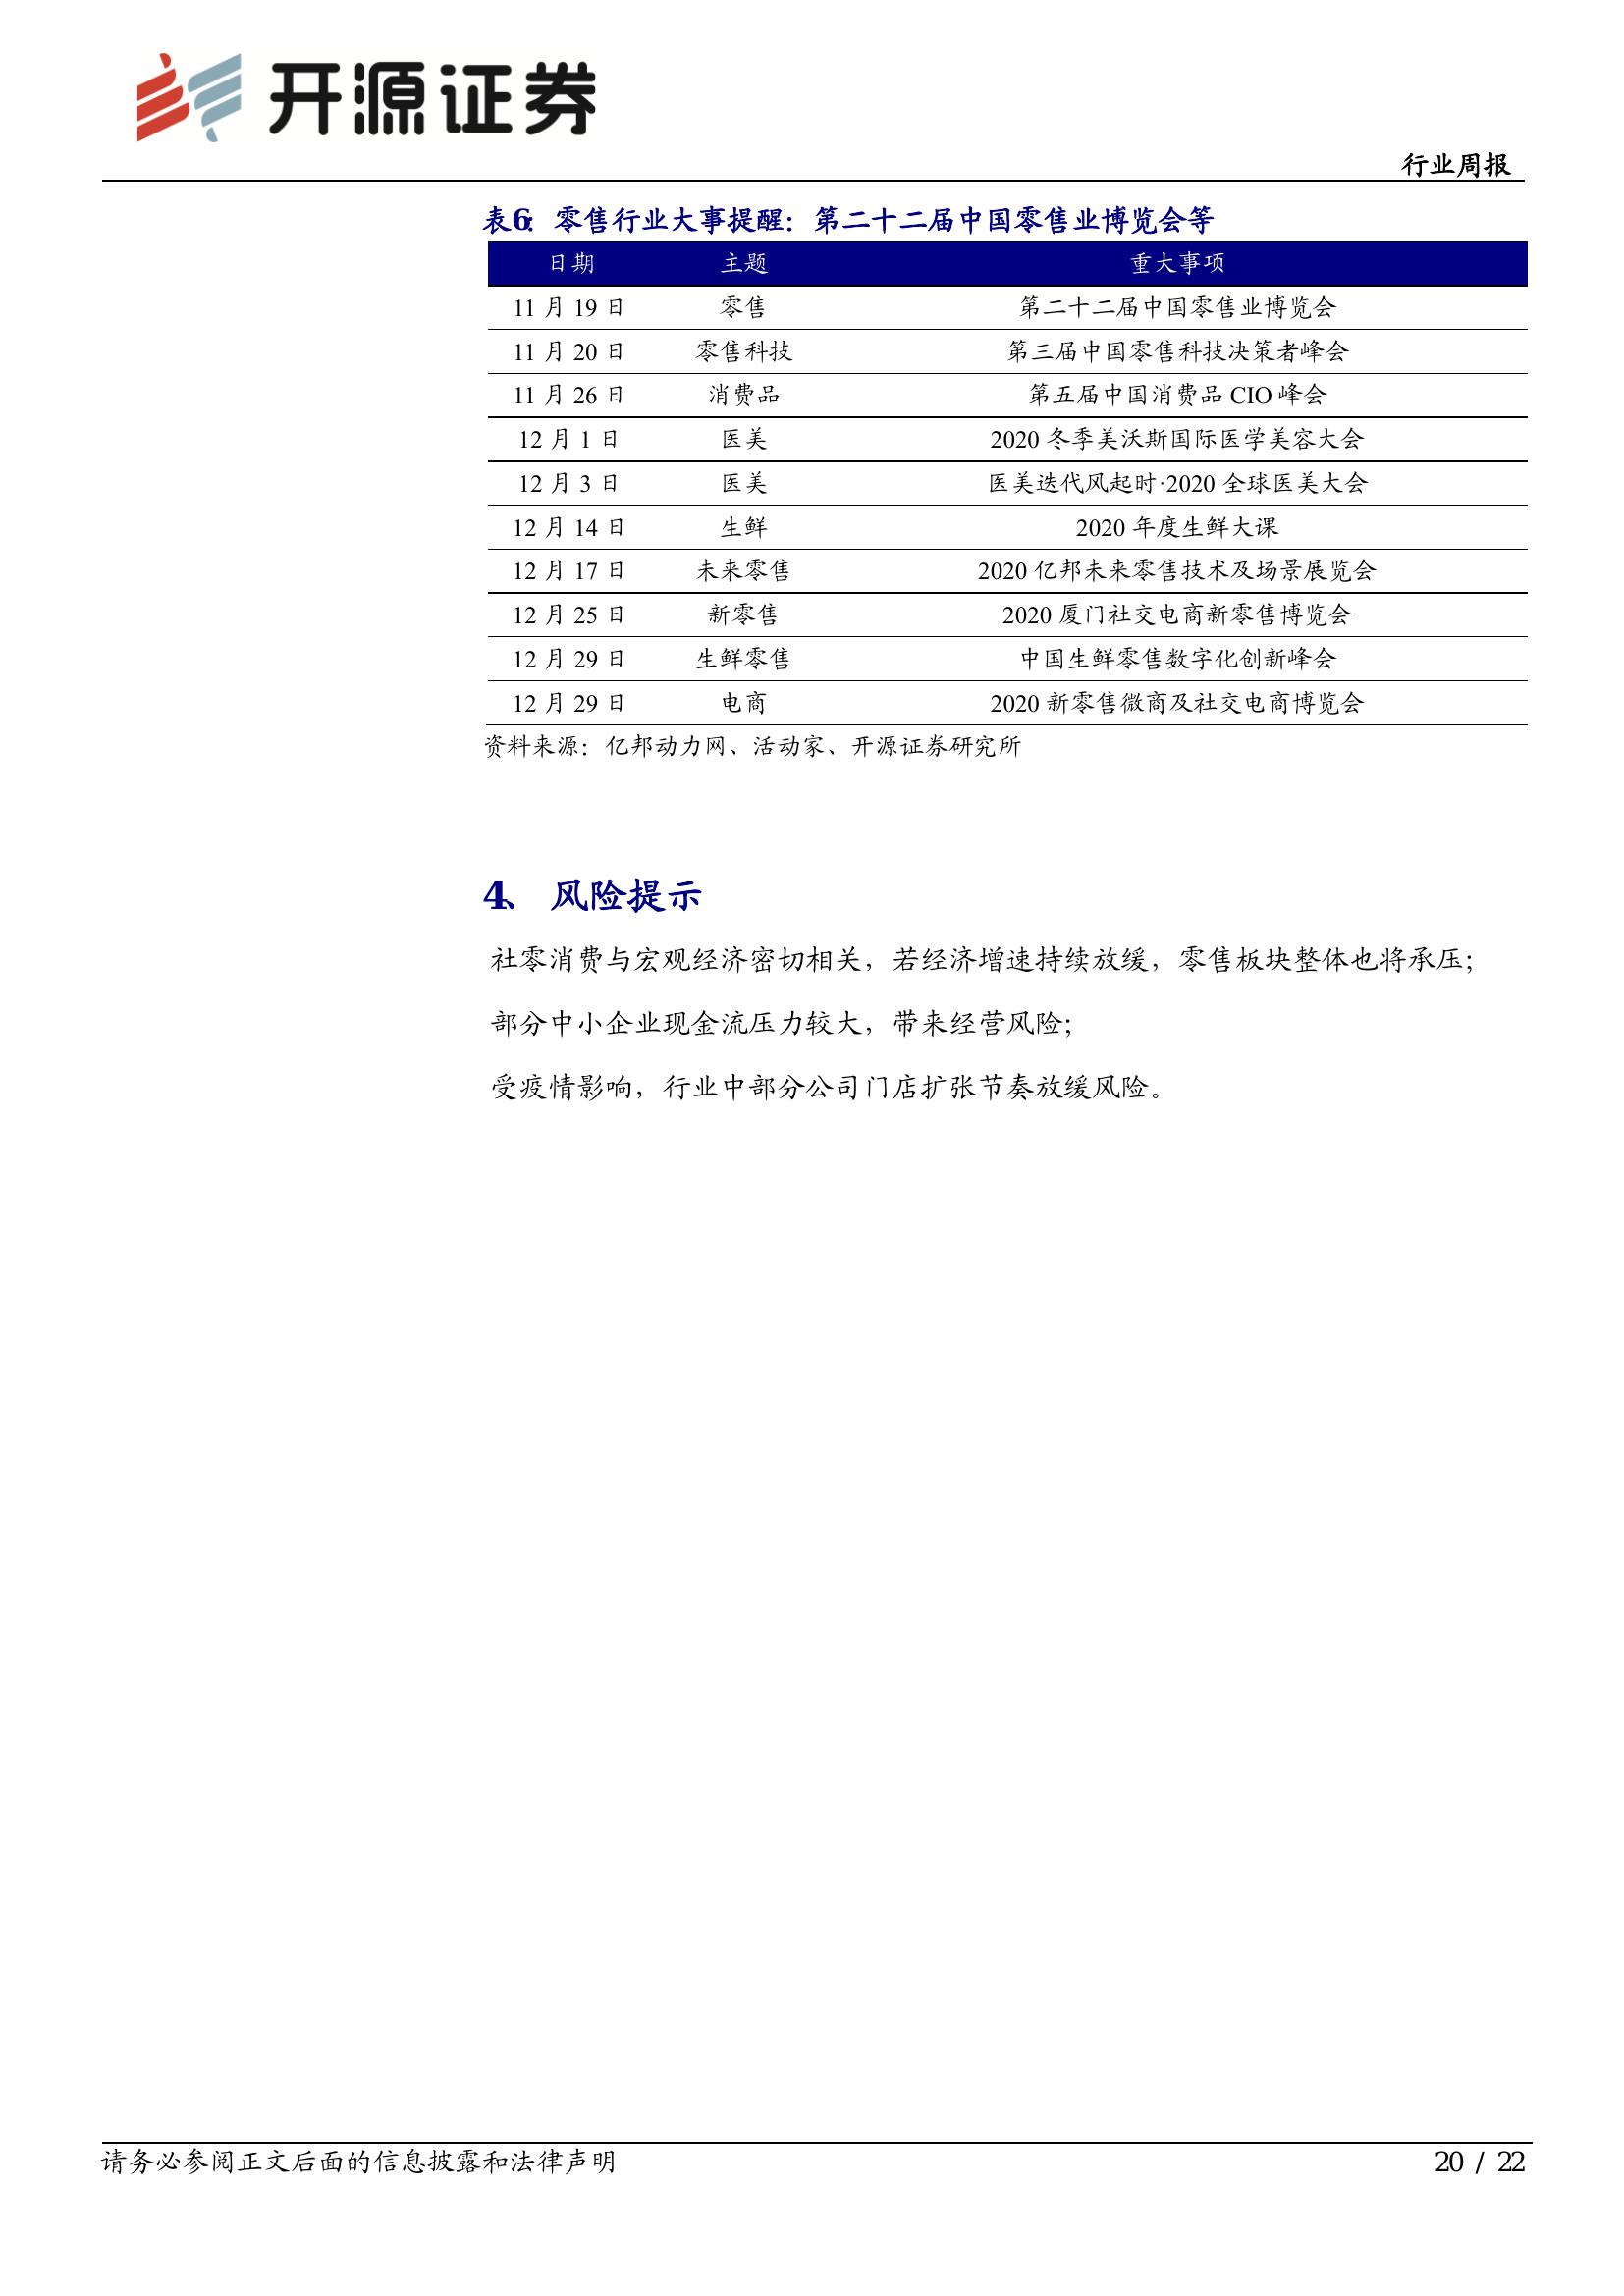 开源证券
行业周报
表6：零售行业大事提醒：第二十二届中国零售业博览会等
日期 主题 重大事项
11 月 19 日 零售 第二十二届中国零售业博览会
11 月 20 日 零售科技 第三届中国零售科技决策者峰会
11 月 26 日 消费品 第五届中国消费品 CIO 峰会
12 月 1 日 医美 2020 冬季美沃斯国际医学美容大会
12 月 3 日 医美 医美迭代风起时·2020 全球医美大会
12 月 14 日 生鲜 2020 年度生鲜大课
12 月 17 日 未来零售 2020 亿邦未来零售技术及场景展览会
12 月 25 日 新零售 2020 厦门社交电商新零售博览会
12 月 29 日 生鲜零售 中国生鲜零售数字化创新峰会
12 月 29 日 电商 2020 新零售微商及社交电商博览会
资料来源：亿邦动力网、活动家、开源证券研究所
4、 风险提示
社零消费与宏观经济密切相关，若经济增速持续放缓，零售板块整体也将承压；
部分中小企业现金流压力较大，带来经营风险；
受疫情影响，行业中部分公司门店扩张节奏放缓风险。
请务必参阅正文后面的信息披露和法律声明 20 / 22